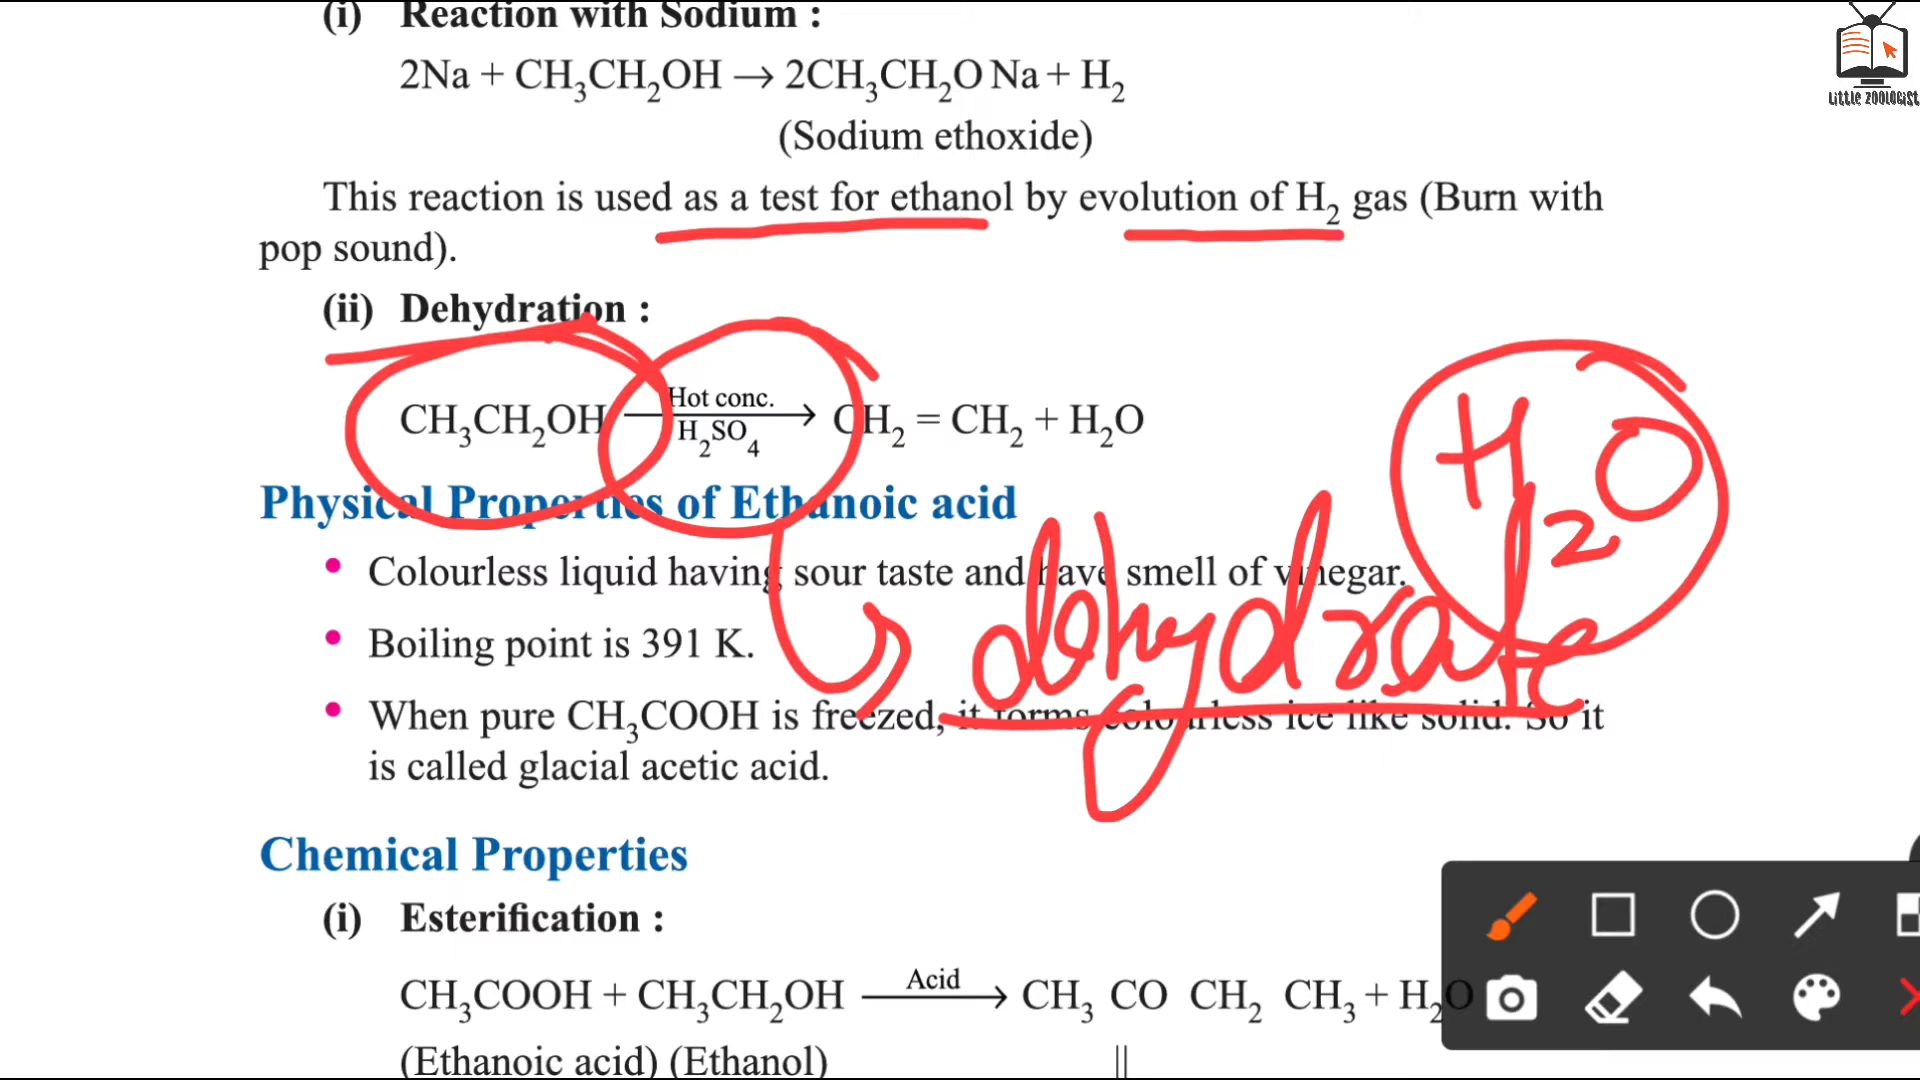 (i) Reaction with Sodium :
LittLE ZOOLOGiST
2Na + CH₃CH₂OH → 2CH₃CH₂O Na + H₂
(Sodium ethoxide)
This reaction is used as a test for ethanol by evolution of H₂ gas (Burn with
pop sound).
(ii) Dehydration :
Hot conc.
CH₃CH₂OH → CH₂ = CH₂ + H₂O
H₂SO₄
H₂O
Physical Properties of Ethanoic acid
• Colourless liquid having sour taste and have smell of vinegar.
dehydrate
• Boiling point is 391 K.
• When pure CH₃COOH is freezed, it forms colourless ice like solid. So it
is called glacial acetic acid.
Chemical Properties
(i) Esterification :
Acid
CH₃COOH + CH₃CH₂OH → CH₃ CO CH₂ CH₃ + H₂O
(Ethanoic acid) (Ethanol) ||